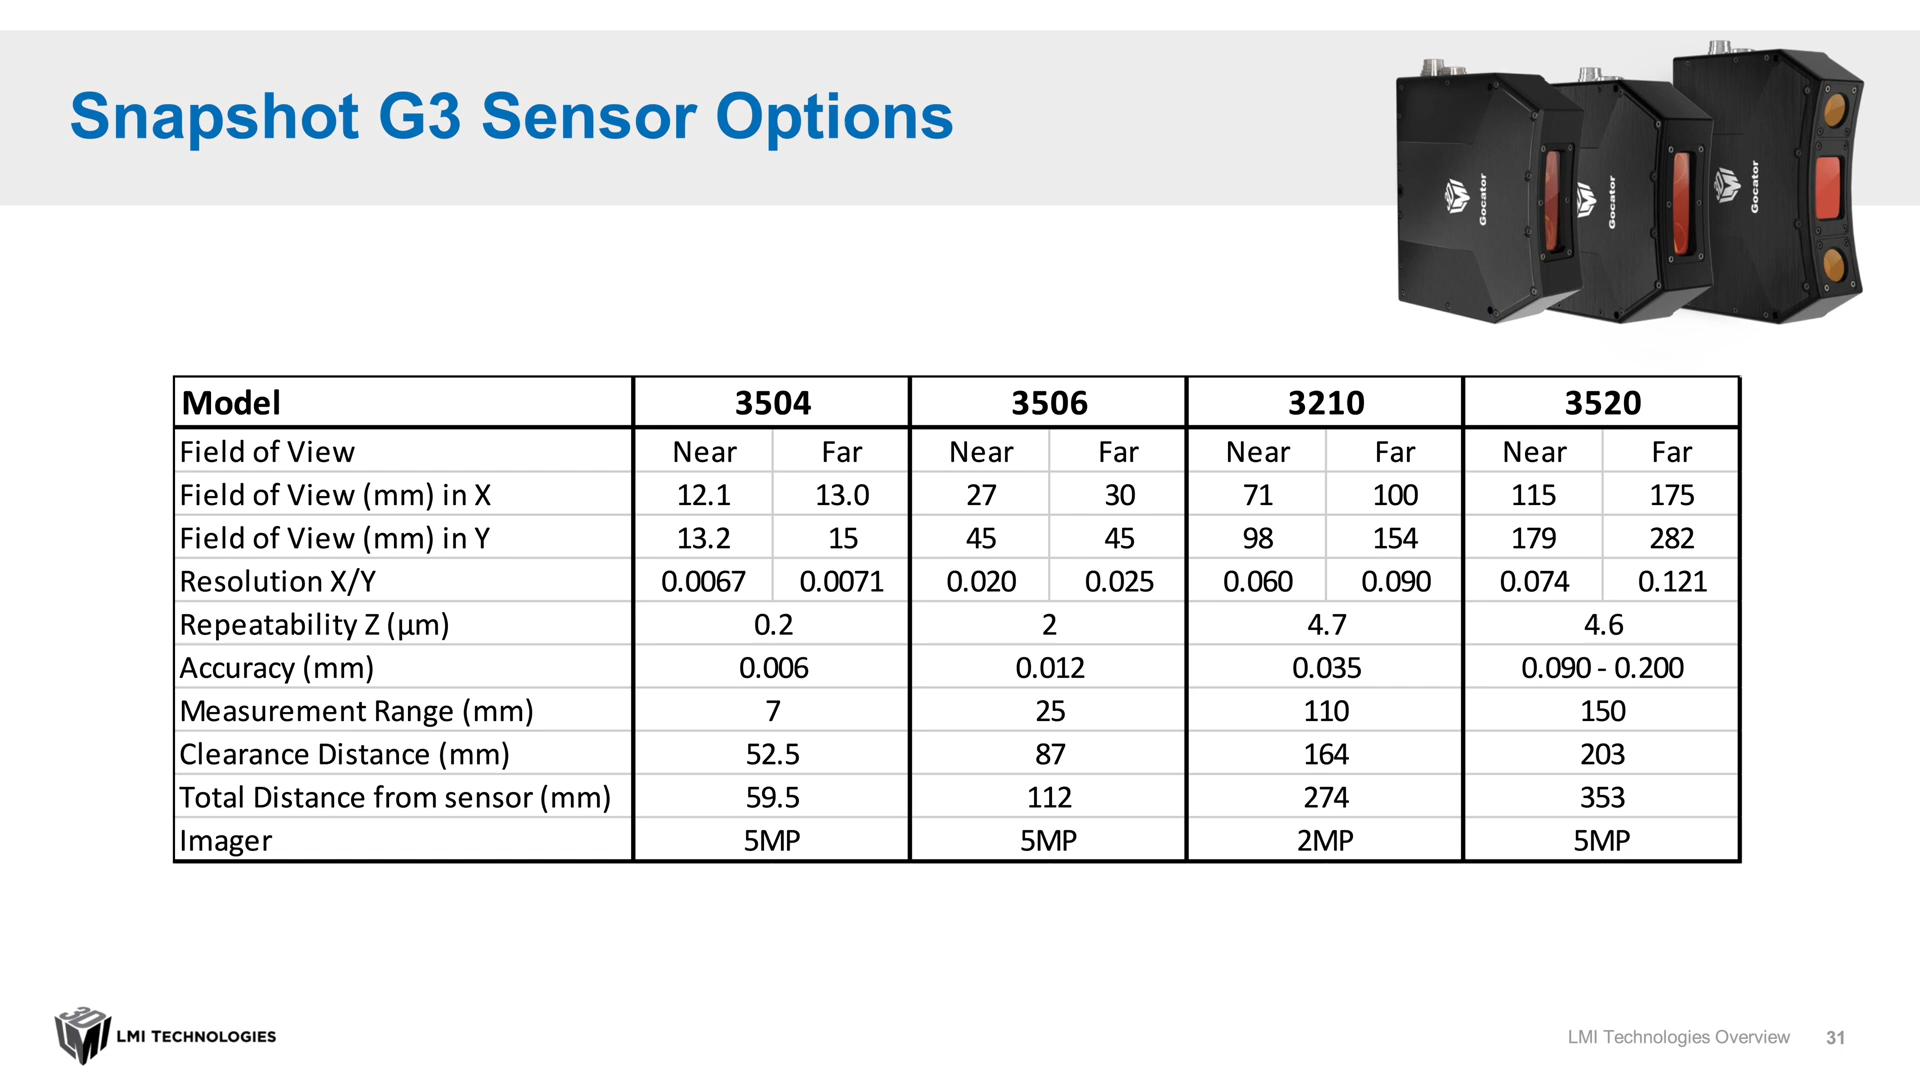 Snapshot G3 Sensor Options
Gocator
Gocator
Gocator
Model 3504 3506 3210 3520
Field of View Near Far Near Far Near Far Near Far
Field of View (mm) in X 12.1 13.0 27 30 71 100 115 175
Field of View (mm) in Y 13.2 15 45 45 98 154 179 282
Resolution X/Y 0.0067 0.0071 0.020 0.025 0.060 0.090 0.074 0.121
Repeatability Z (µm) 0.2 2 4.7 4.6
Accuracy (mm) 0.006 0.012 0.035 0.090 - 0.200
Measurement Range (mm) 7 25 110 150
Clearance Distance (mm) 52.5 87 164 203
Total Distance from sensor (mm) 59.5 112 274 353
Imager 5MP 5MP 2MP 5MP
3D LMI LMI TECHNOLOGIES
LMI Technologies Overview 31